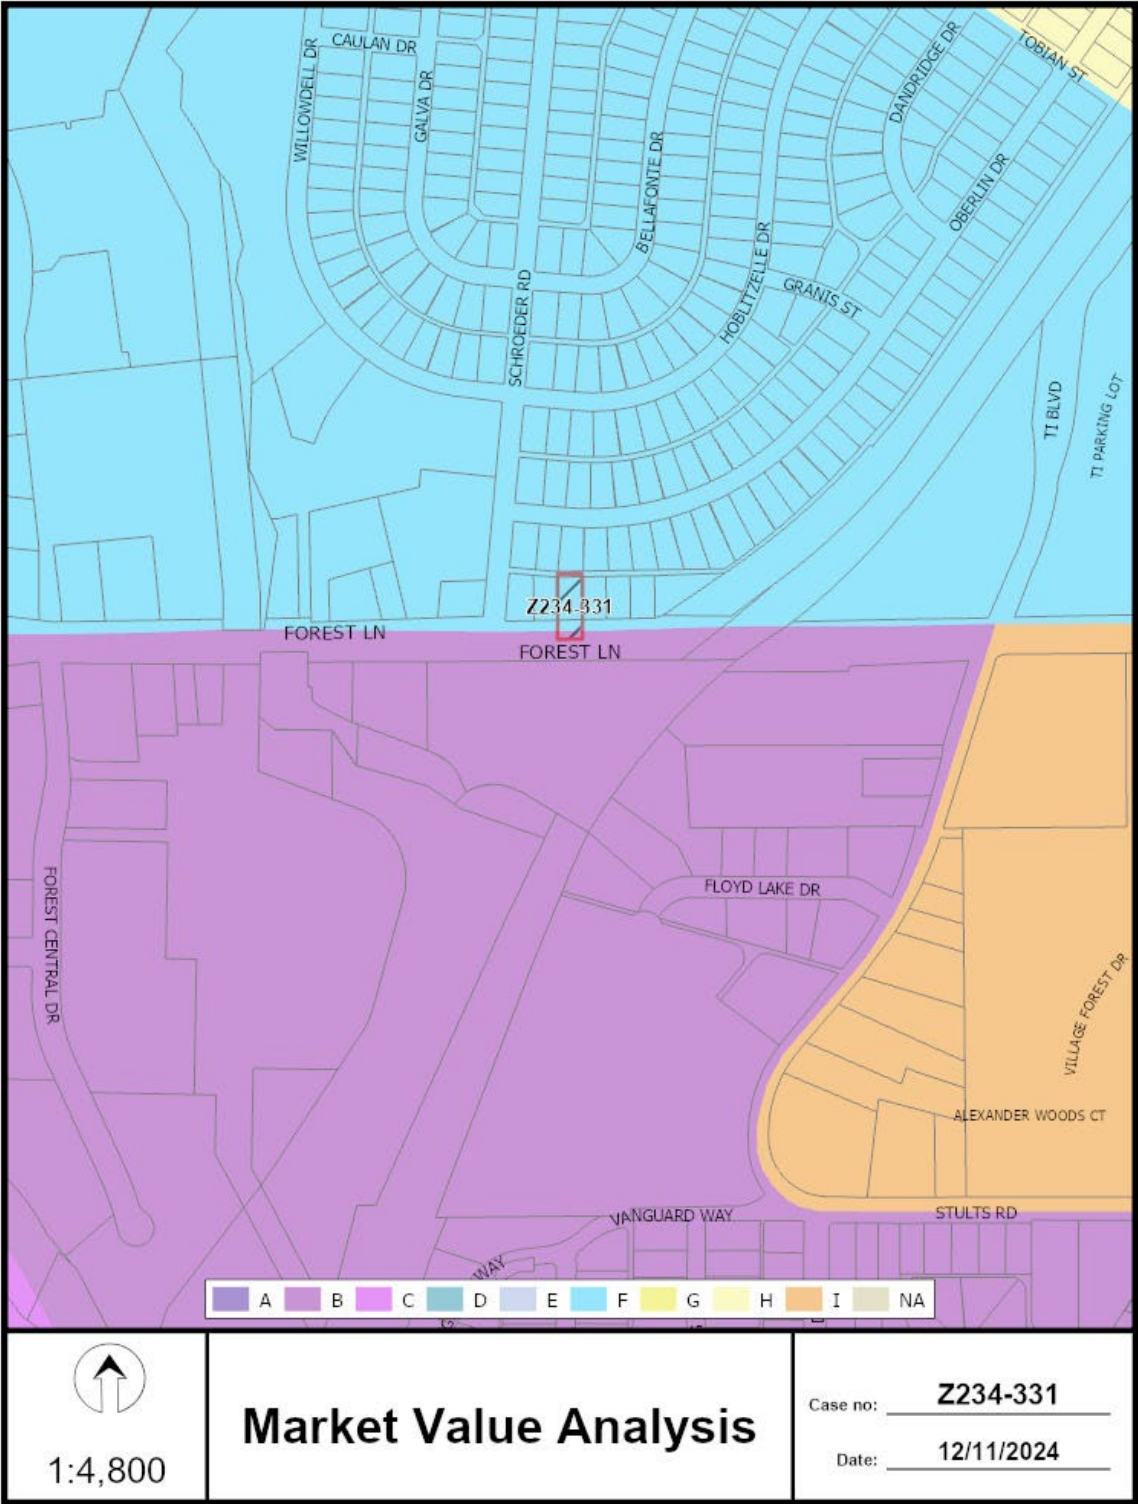 CAULAN DR
WILLOWDELL DR
GALVA DR
SCHROEDER RD
BELLAFONTE DR
HOBLITZELLE DR
GRANIS ST
DANDRIDGE DR
OBERLIN DR
TOBIAN ST
TI BLVD
TI PARKING LOT
Z234-331
FOREST LN
FOREST LN
FOREST CENTRAL DR
FLOYD LAKE DR
VILLAGE FOREST DR
ALEXANDER WOODS CT
STULTS RD
VANGUARD WAY
WAY
A B C D E F G H I NA
1:4,800
Market Value Analysis
Case no: Z234-331
Date: 12/11/2024